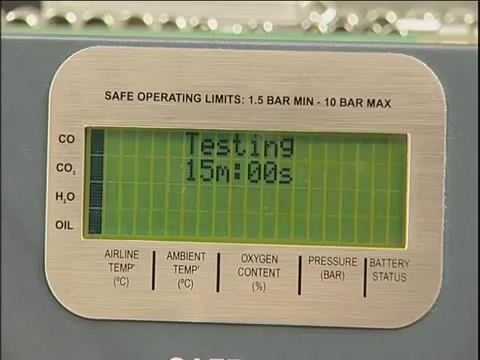 SAFE OPERATING LIMITS: 1.5 BAR MIN - 10 BAR MAX
Testing
15m:00s
CO
CO₂
H₂O
OIL
AIRLINE TEMP' (ºC)
AMBIENT TEMP' (ºC)
OXYGEN CONTENT (%)
PRESSURE (BAR)
BATTERY STATUS